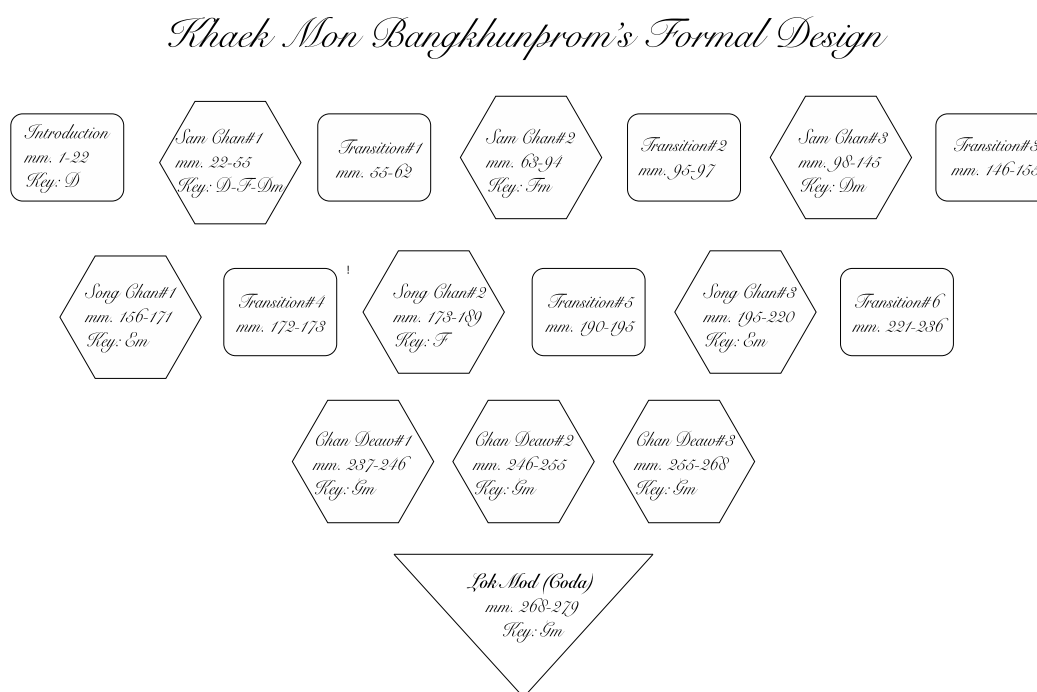 Khaek Mon Bangkhunprom's Formal Design
Introduction
mm. 1-22
Key: D
Sam Chan#1
mm. 22-55
Key: D-F-Dm
Transition#1
mm. 55-62
Sam Chan#2
mm. 63-94
Key: Fm
Transition#2
mm. 95-97
Sam Chan#3
mm. 98-145
Key: Dm
Transition#3
mm. 146-155
Song Chan#1
mm. 156-171
Key: Em
Transition#4
mm. 172-173
!
Song Chan#2
mm. 173-189
Key: F
Transition#5
mm. 190-195
Song Chan#3
mm. 195-220
Key: Em
Transition#6
mm. 221-236
Chan Deaw#1
mm. 237-246
Key: Gm
Chan Deaw#2
mm. 246-255
Key: Gm
Chan Deaw#3
mm. 255-268
Key: Gm
Lok Mod (Coda)
mm. 268-279
Key: Gm